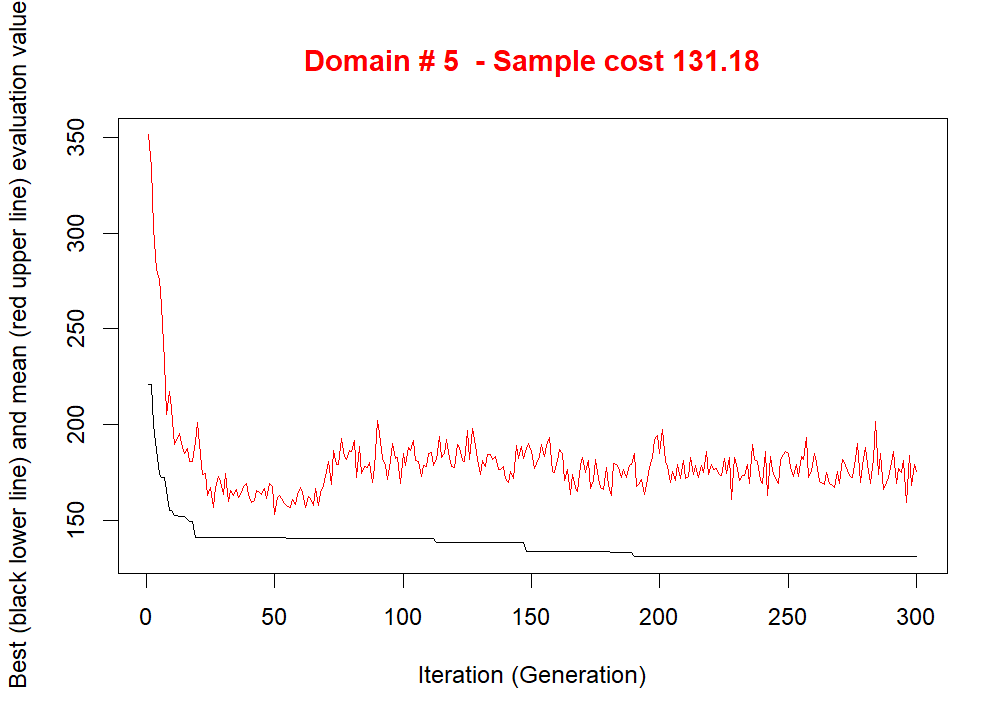 Domain # 5  - Sample cost 131.18
Best (black lower line) and mean (red upper line) evaluation value
350
300
250
200
150
0 50 100 150 200 250 300
Iteration (Generation)